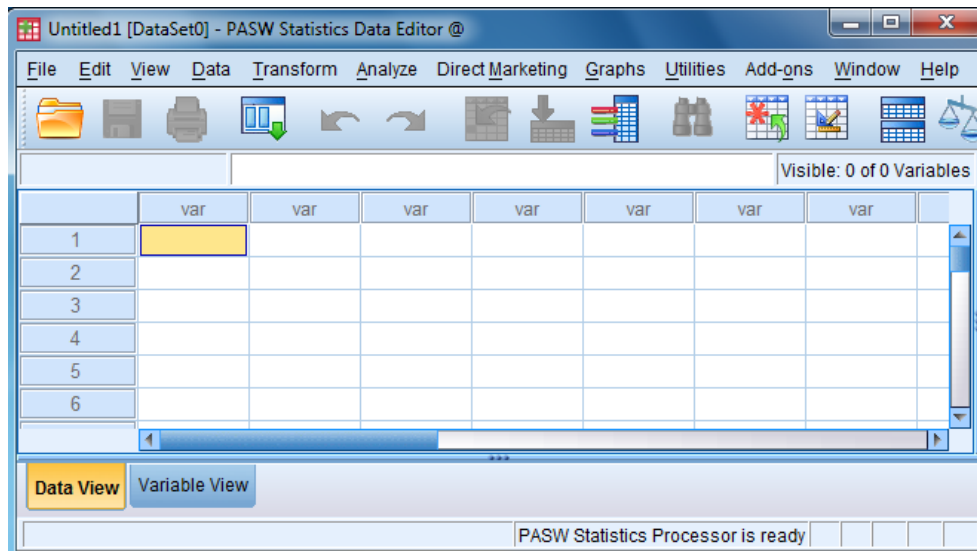 Untitled1 [DataSet0] - PASW Statistics Data Editor @
File Edit View Data Transform Analyze Direct Marketing Graphs Utilities Add-ons Window Help
Visible: 0 of 0 Variables
var var var var var var var
1
2
3
4
5
6
Data View Variable View
PASW Statistics Processor is ready